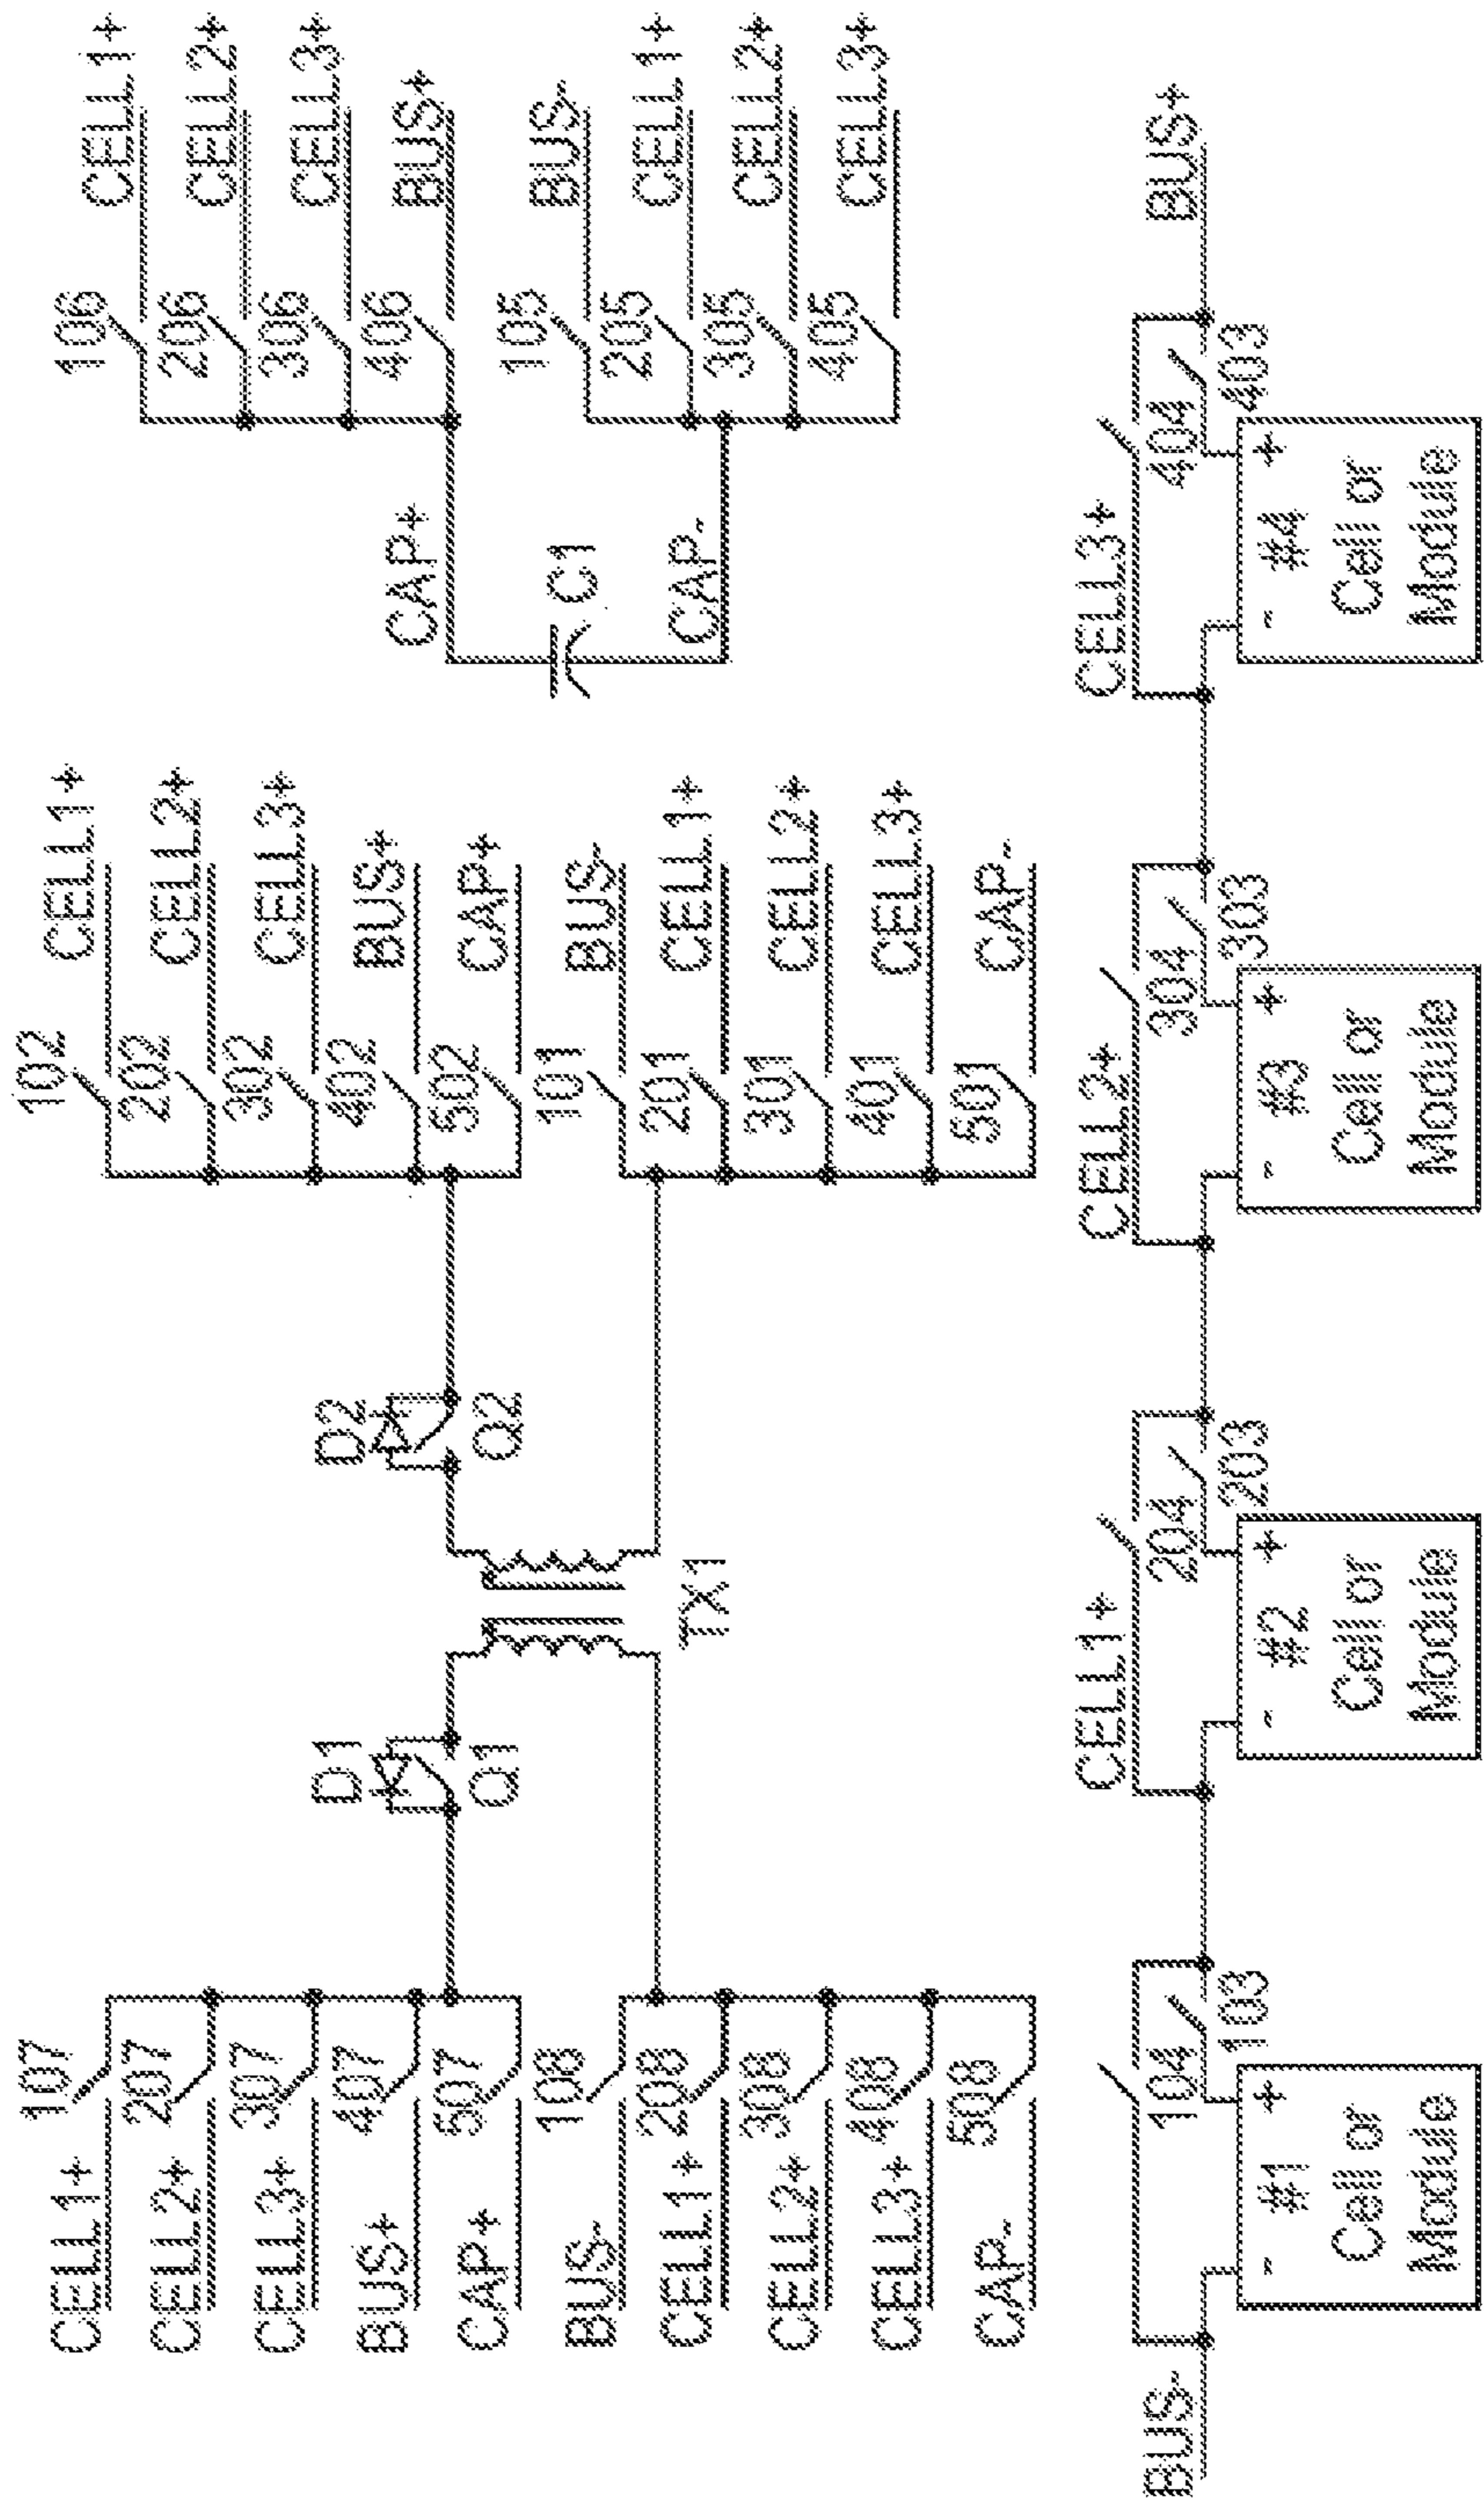 CELL1+
107
CELL2+
207
CELL3+
307
BUS+
407
CAP+
507
BUS-
108
CELL1+
208
CELL2+
308
CELL3+
408
CAP-
508
D1
Q1
TX1
D2
Q2
102
CELL1+
202
CELL2+
302
CELL3+
402
BUS+
502
CAP+
101
BUS-
201
CELL1+
301
CELL2+
401
CELL3+
501
CAP-
CAP+
C1
CAP-
106
CELL1+
206
CELL2+
306
CELL3+
406
BUS+
105
BUS-
205
CELL1+
305
CELL2+
405
CELL3+
BUS-
104
103
- #1 +
Cell or
Module
CELL1+
204
203
- #2 +
Cell or
Module
CELL2+
304
303
- #3 +
Cell or
Module
CELL3+
404
403
- #4 +
Cell or
Module
BUS+